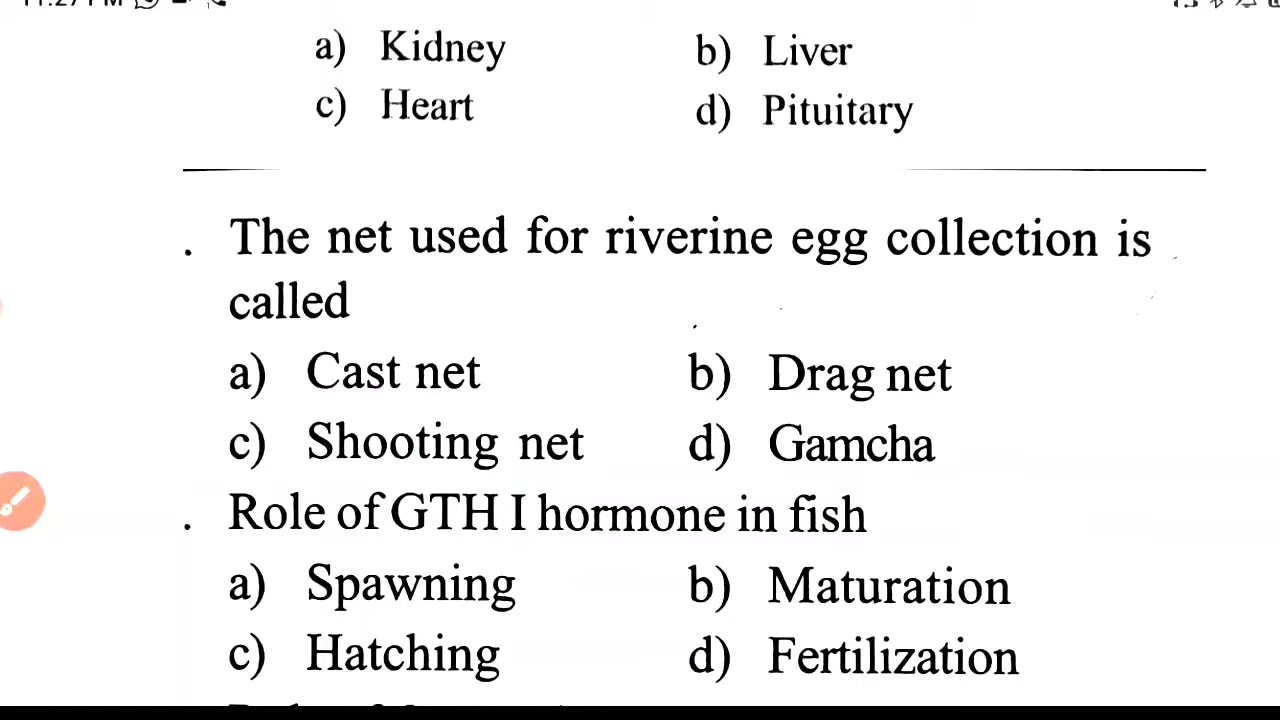 a) Kidney b) Liver
c) Heart d) Pituitary
. The net used for riverine egg collection is
called
a) Cast net b) Drag net
c) Shooting net d) Gamcha
. Role of GTH I hormone in fish
a) Spawning b) Maturation
c) Hatching d) Fertilization